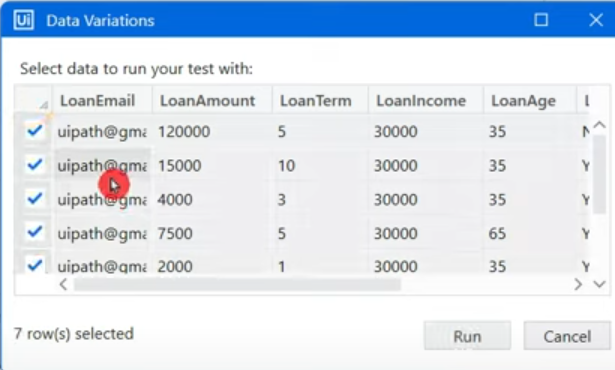 Ui Data Variations
Select data to run your test with:
LoanEmail LoanAmount LoanTerm LoanIncome LoanAge L
uipath@gma 120000 5 30000 35 N
uipath@gma 15000 10 30000 35 Y
uipath@gma 4000 3 30000 35 Y
uipath@gma 7500 5 30000 65 Y
uipath@gma 2000 1 30000 35 Y
7 row(s) selected
Run Cancel